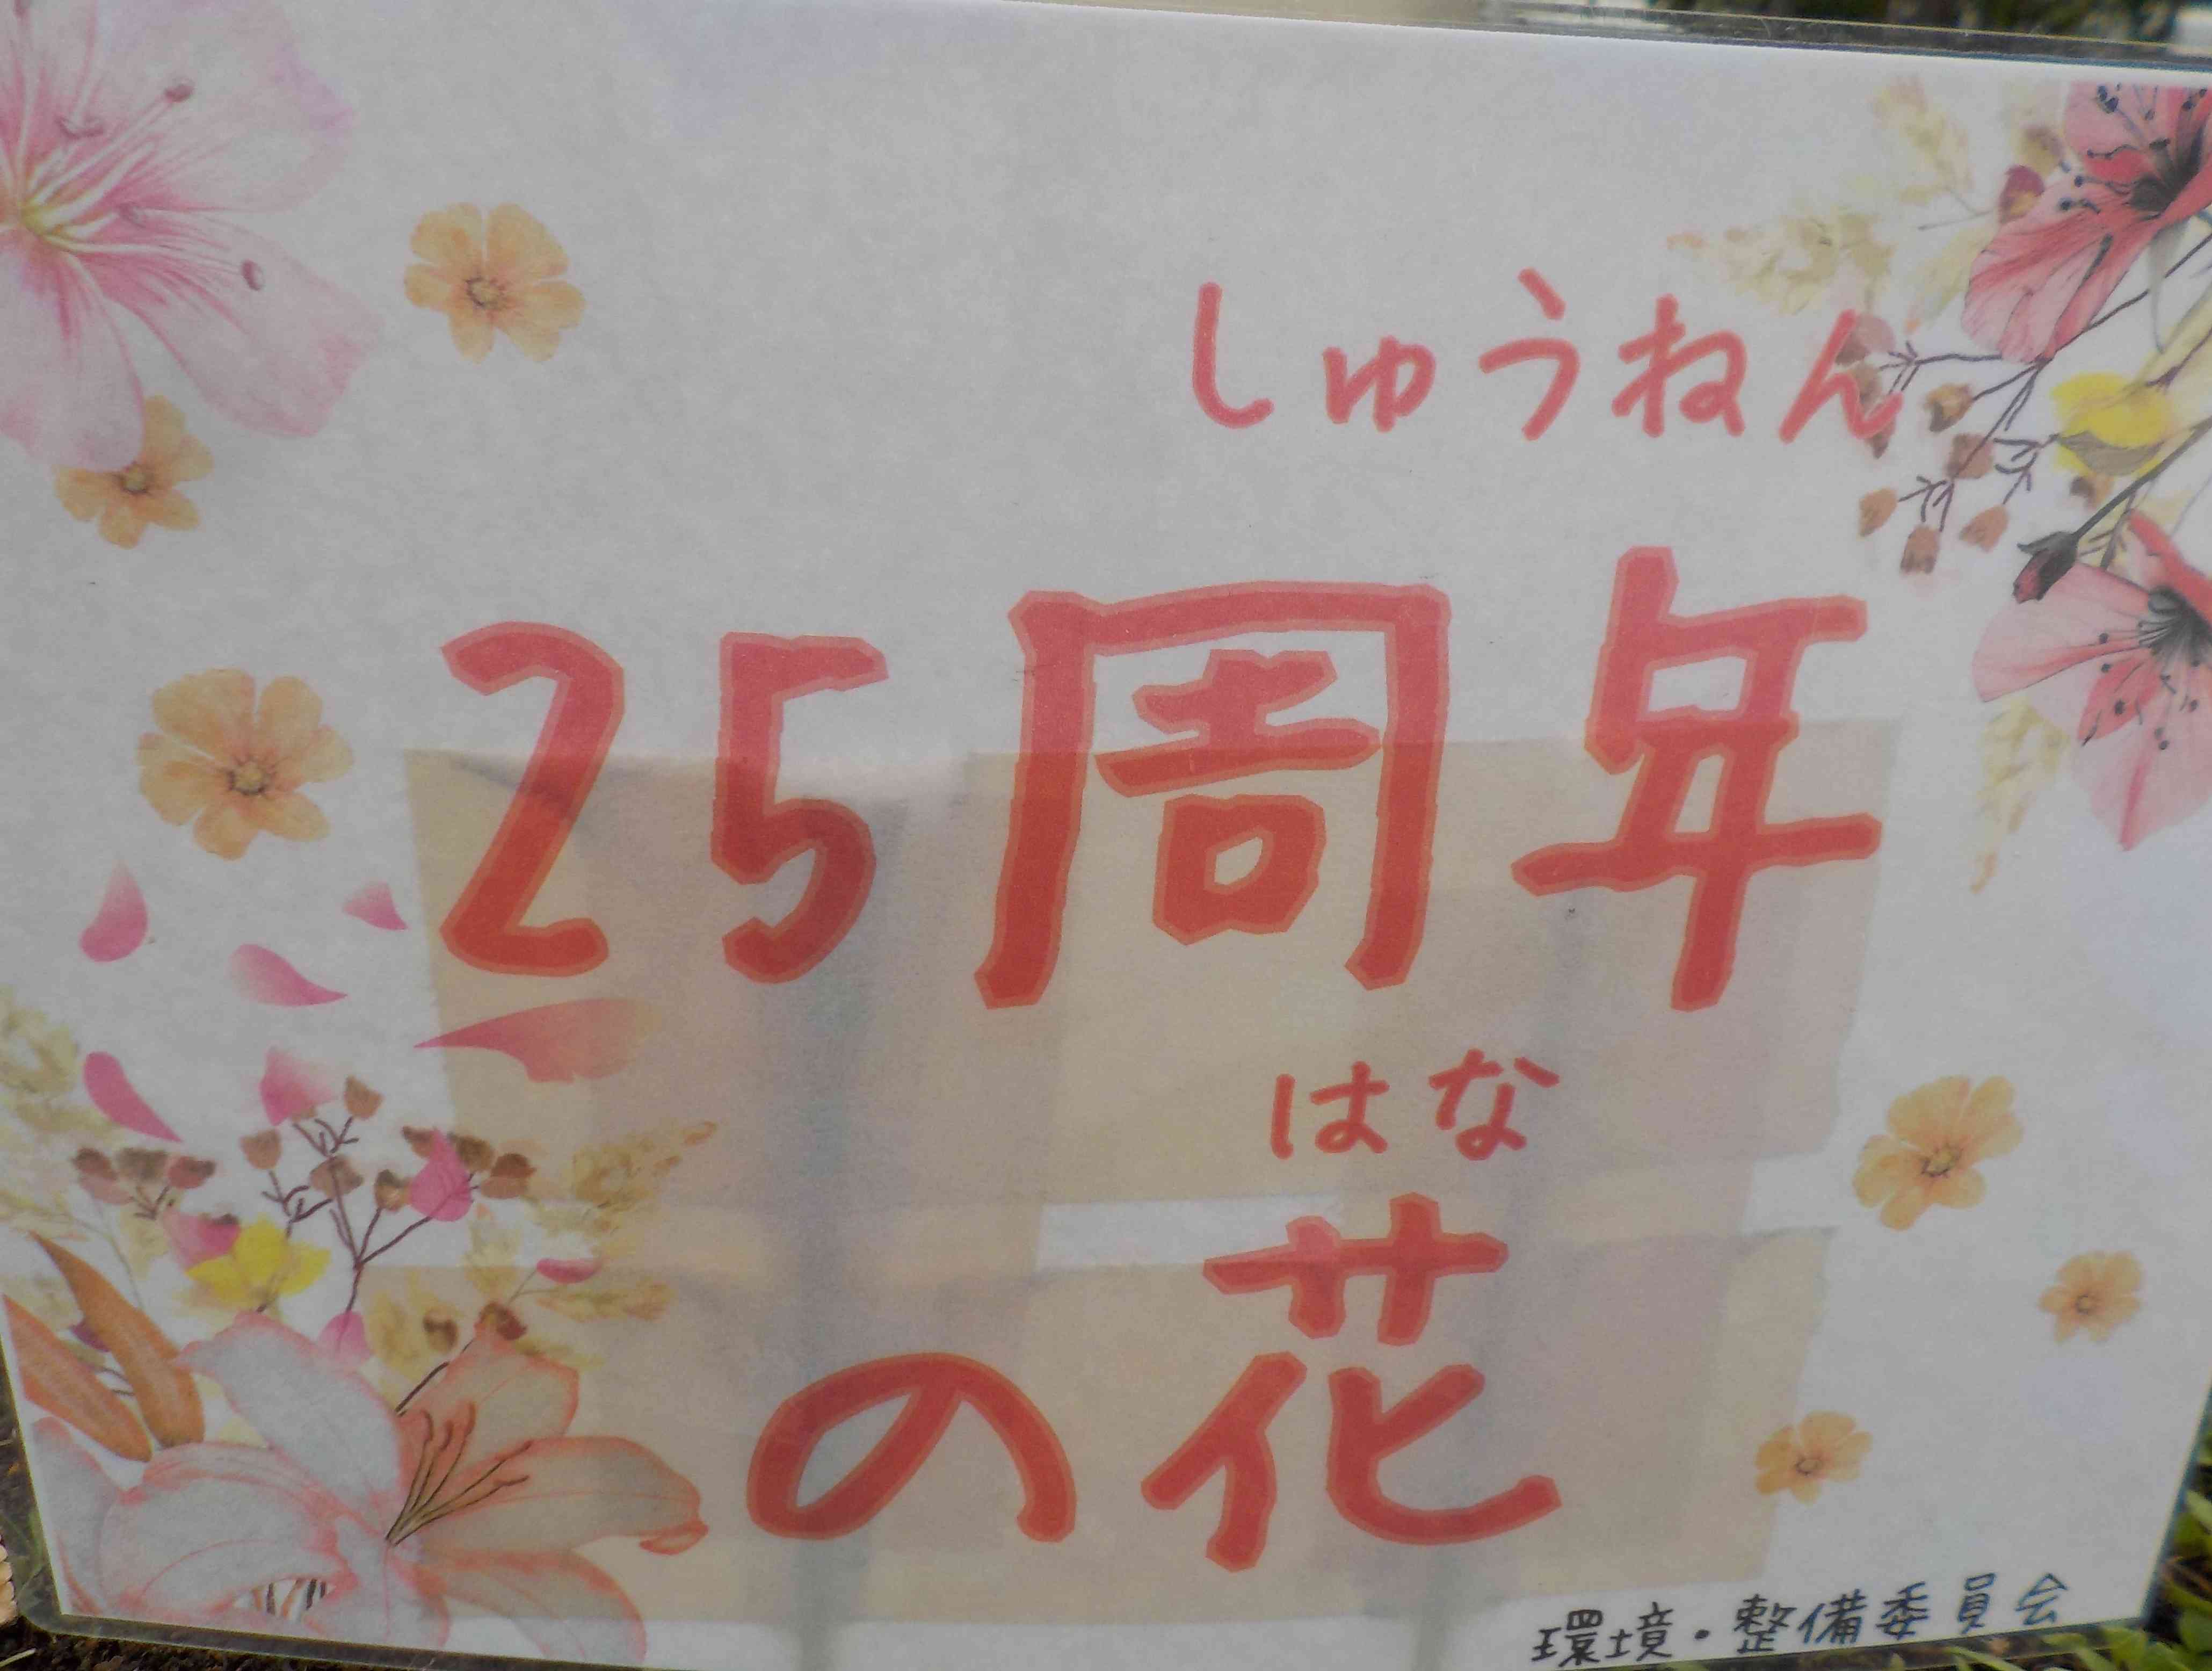 しゅうねん
25周年
はな
の花
環境・整備委員会